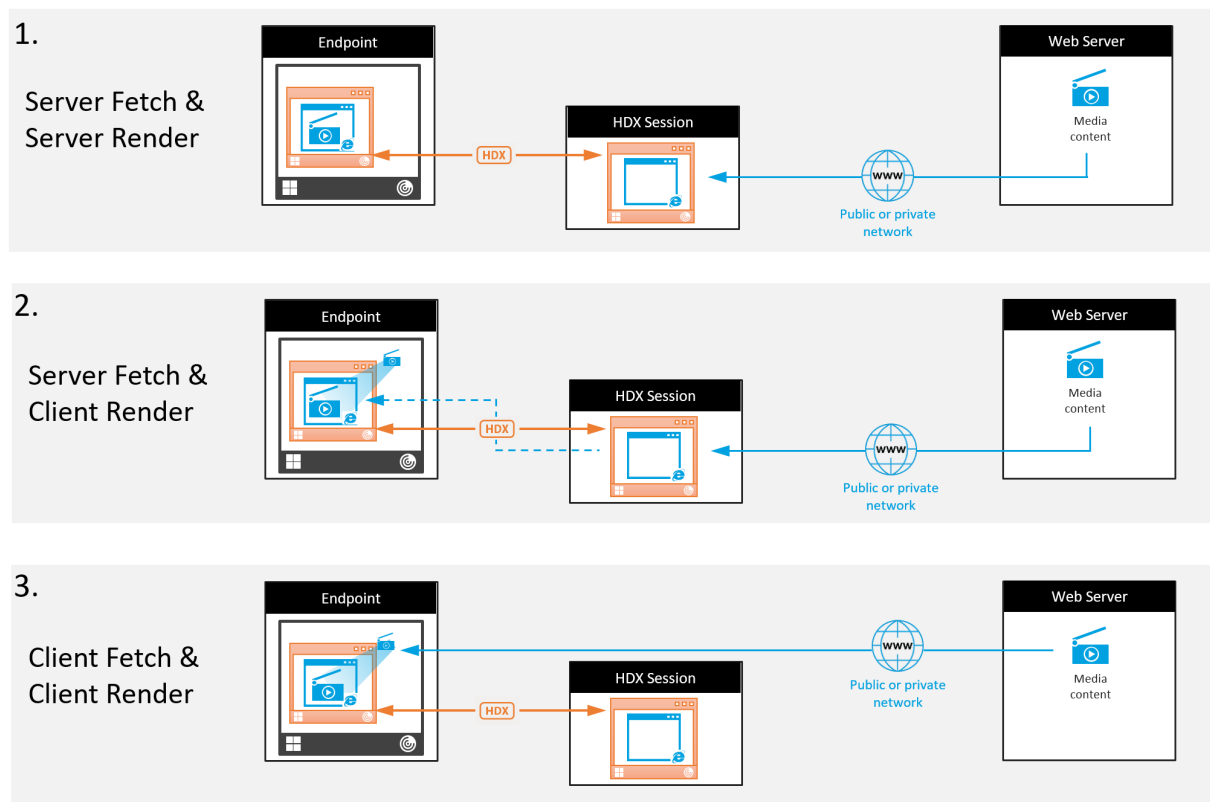 1.
Server Fetch &
Server Render
Endpoint
HDX
HDX Session
www
Public or private
network
Web Server
Media
content
2.
Server Fetch &
Client Render
Endpoint
HDX
HDX Session
www
Public or private
network
Web Server
Media
content
3.
Client Fetch &
Client Render
Endpoint
HDX
HDX Session
www
Public or private
network
Web Server
Media
content